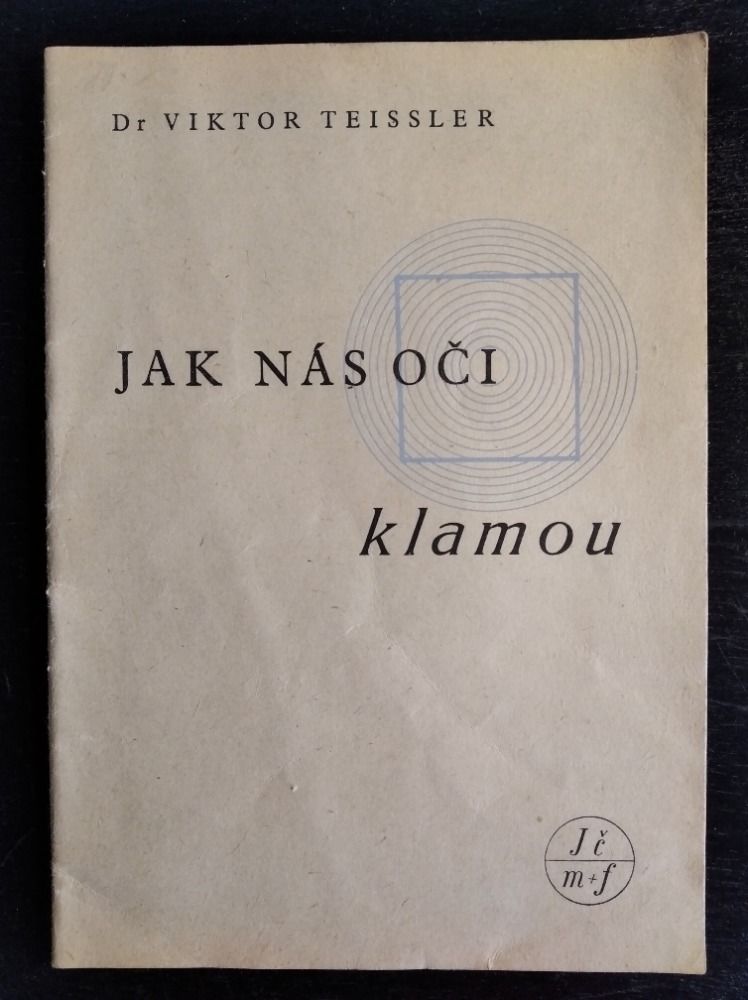 Dr VIKTOR TEISSLER
JAK NÁS OČI
klamou
Jč
m+f